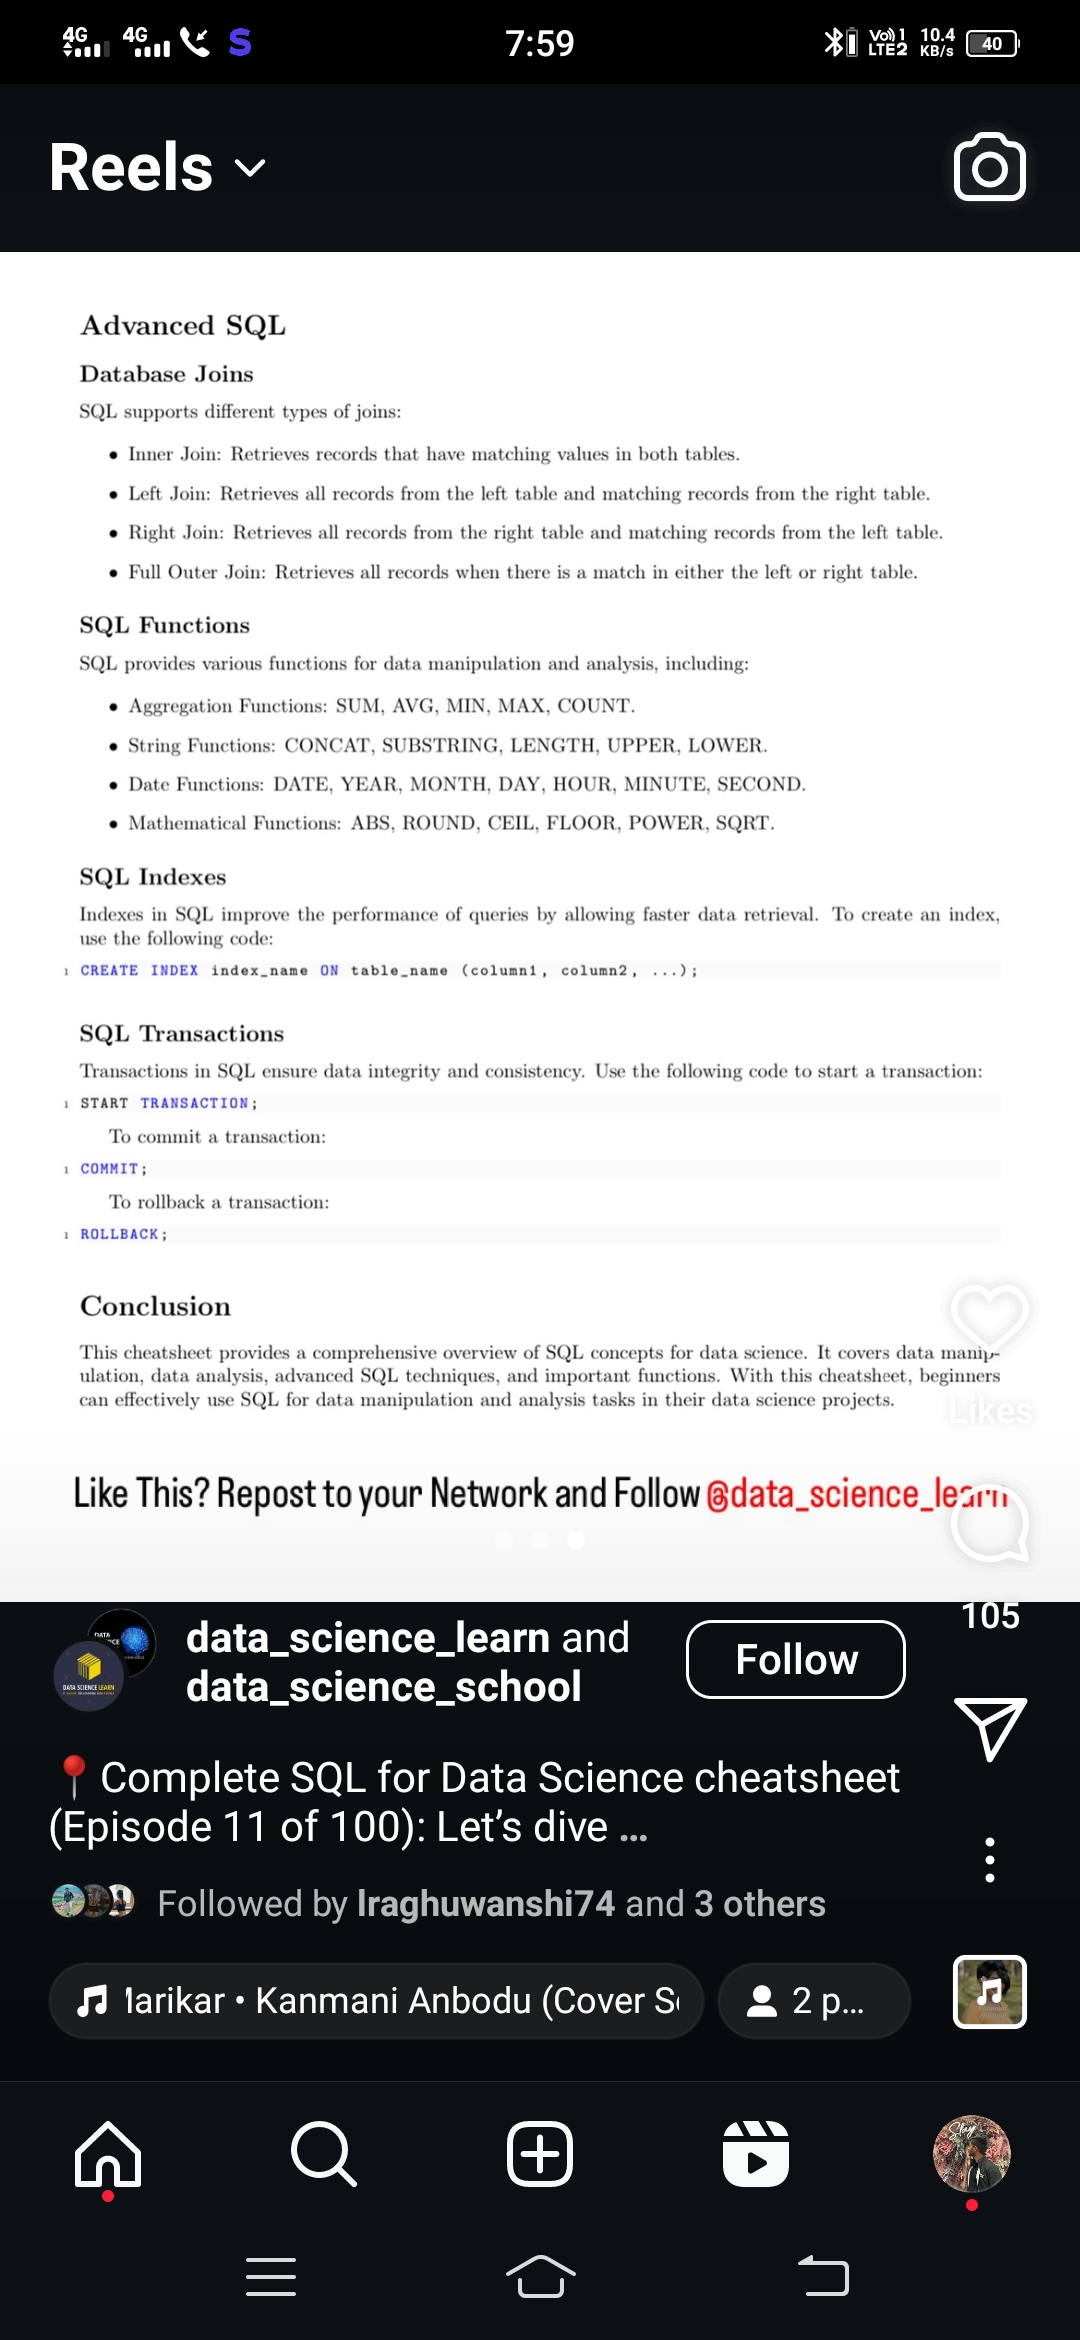 4G 4G S 7:59 Vo)) 1 LTE2 10.4 KB/s 40
Reels
Advanced SQL
Database Joins
SQL supports different types of joins:
• Inner Join: Retrieves records that have matching values in both tables.
• Left Join: Retrieves all records from the left table and matching records from the right table.
• Right Join: Retrieves all records from the right table and matching records from the left table.
• Full Outer Join: Retrieves all records when there is a match in either the left or right table.
SQL Functions
SQL provides various functions for data manipulation and analysis, including:
• Aggregation Functions: SUM, AVG, MIN, MAX, COUNT.
• String Functions: CONCAT, SUBSTRING, LENGTH, UPPER, LOWER.
• Date Functions: DATE, YEAR, MONTH, DAY, HOUR, MINUTE, SECOND.
• Mathematical Functions: ABS, ROUND, CEIL, FLOOR, POWER, SQRT.
SQL Indexes
Indexes in SQL improve the performance of queries by allowing faster data retrieval. To create an index,
use the following code:
1 CREATE INDEX index_name ON table_name (column1, column2, ...);
SQL Transactions
Transactions in SQL ensure data integrity and consistency. Use the following code to start a transaction:
1 START TRANSACTION;
To commit a transaction:
1 COMMIT;
To rollback a transaction:
1 ROLLBACK;
Conclusion
This cheatsheet provides a comprehensive overview of SQL concepts for data science. It covers data manip-
ulation, data analysis, advanced SQL techniques, and important functions. With this cheatsheet, beginners
can effectively use SQL for data manipulation and analysis tasks in their data science projects.
Likes
Like This? Repost to your Network and Follow @data_science_learn
105
data_science_learn and
data_science_school
Follow
DATA SCIENCE LEARN
📍 Complete SQL for Data Science cheatsheet
(Episode 11 of 100): Let’s dive ...
Followed by lraghuwanshi74 and 3 others
arikar • Kanmani Anbodu (Cover S
2 p...